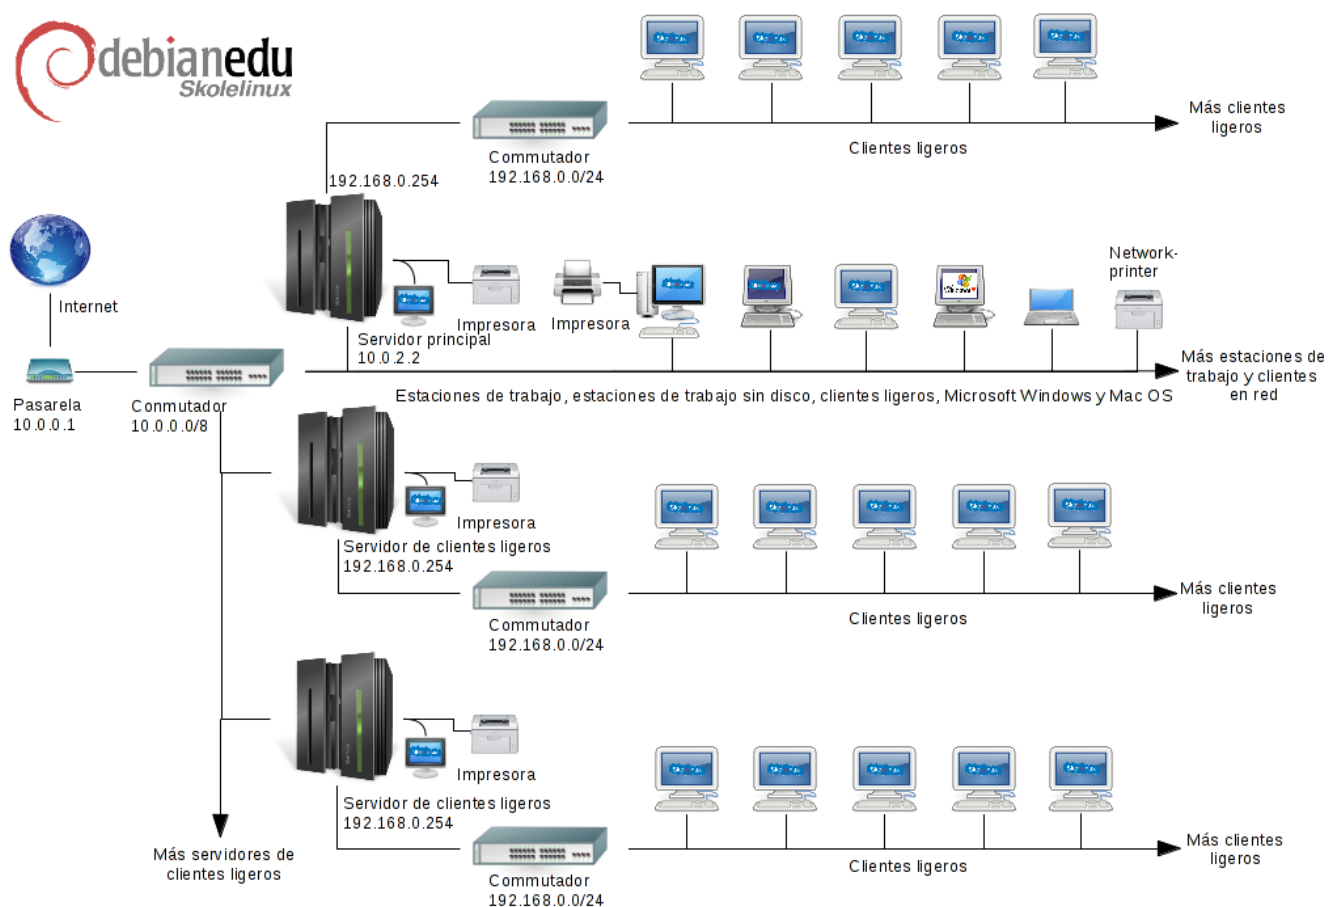 debianedu
Skolelinux
Más clientes
ligeros
Clientes ligeros
Commutador
192.168.0.0/24
192.168.0.254
Internet
Pasarela
10.0.0.1
Conmutador
10.0.0.0/8
Servidor principal
10.0.2.2
Impresora
Impresora
Network-
printer
Más estaciones de
trabajo y clientes
en red
Estaciones de trabajo, estaciones de trabajo sin disco, clientes ligeros, Microsoft Windows y Mac OS
Impresora
Servidor de clientes ligeros
192.168.0.254
Commutador
192.168.0.0/24
Clientes ligeros
Más clientes
ligeros
Impresora
Servidor de clientes ligeros
192.168.0.254
Commutador
192.168.0.0/24
Clientes ligeros
Más clientes
ligeros
Más servidores de
clientes ligeros